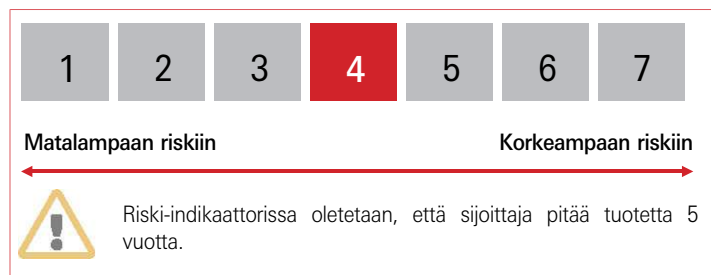 1 2 3 4 5 6 7
Matalampaan riskiin Korkeampaan riskiin
Riski-indikaattorissa oletetaan, että sijoittaja pitää tuotetta 5
vuotta.